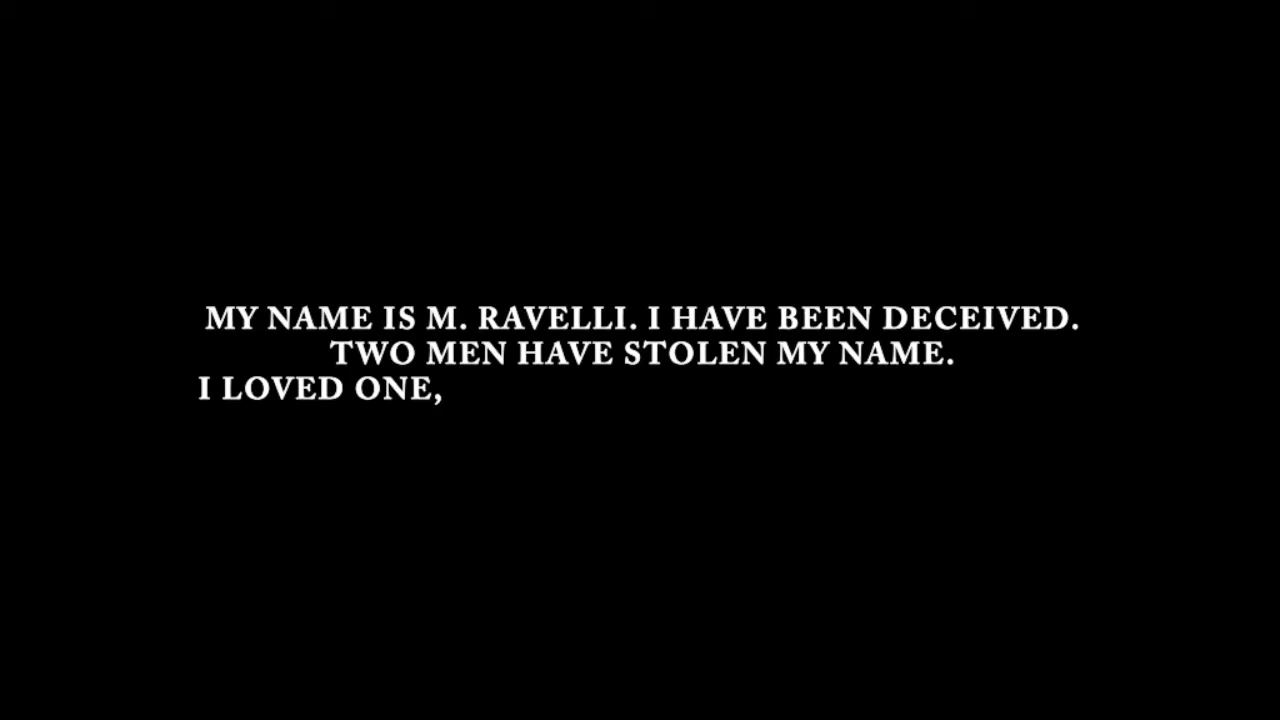 MY NAME IS M. RAVELLI. I HAVE BEEN DECEIVED.
TWO MEN HAVE STOLEN MY NAME.
I LOVED ONE,